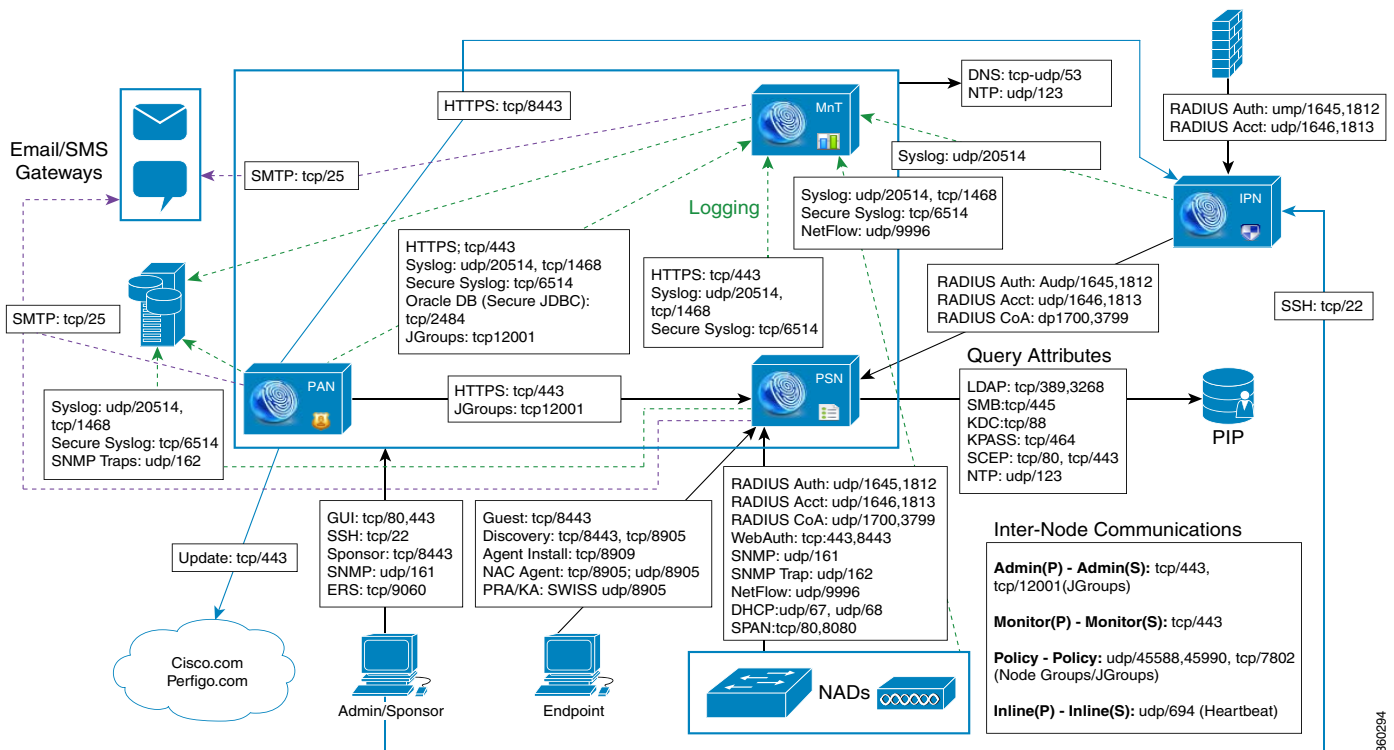 HTTPS: tcp/8443
DNS: tcp-udp/53
NTP: udp/123
MnT
RADIUS Auth: ump/1645,1812
RADIUS Acct: udp/1646,1813
Email/SMS
Gateways
SMTP: tcp/25
Syslog: udp/20514
IPN
Logging
Syslog: udp/20514, tcp/1468
Secure Syslog: tcp/6514
NetFlow: udp/9996
HTTPS; tcp/443
Syslog: udp/20514, tcp/1468
Secure Syslog: tcp/6514
Oracle DB (Secure JDBC):
tcp/2484
JGroups: tcp12001
HTTPS: tcp/443
Syslog: udp/20514,
tcp/1468
Secure Syslog: tcp/6514
RADIUS Auth: Audp/1645,1812
RADIUS Acct: udp/1646,1813
RADIUS CoA: dp1700,3799
SSH: tcp/22
SMTP: tcp/25
PAN
HTTPS: tcp/443
JGroups: tcp12001
PSN
Query Attributes
LDAP: tcp/389,3268
SMB:tcp/445
KDC:tcp/88
KPASS: tcp/464
SCEP: tcp/80, tcp/443
NTP: udp/123
PIP
Syslog: udp/20514,
tcp/1468
Secure Syslog: tcp/6514
SNMP Traps: udp/162
Update: tcp/443
GUI: tcp/80,443
SSH: tcp/22
Sponsor: tcp/8443
SNMP: udp/161
ERS: tcp/9060
Guest: tcp/8443
Discovery: tcp/8443, tcp/8905
Agent Install: tcp/8909
NAC Agent: tcp/8905; udp/8905
PRA/KA: SWISS udp/8905
RADIUS Auth: udp/1645,1812
RADIUS Acct: udp/1646,1813
RADIUS CoA: udp/1700,3799
WebAuth: tcp:443,8443
SNMP: udp/161
SNMP Trap: udp/162
NetFlow: udp/9996
DHCP:udp/67, udp/68
SPAN:tcp/80,8080
Inter-Node Communications
Admin(P) - Admin(S): tcp/443,
tcp/12001(JGroups)
Monitor(P) - Monitor(S): tcp/443
Policy - Policy: udp/45588,45990, tcp/7802
(Node Groups/JGroups)
Inline(P) - Inline(S): udp/694 (Heartbeat)
Cisco.com
Perfigo.com
Admin/Sponsor
Endpoint
NADs